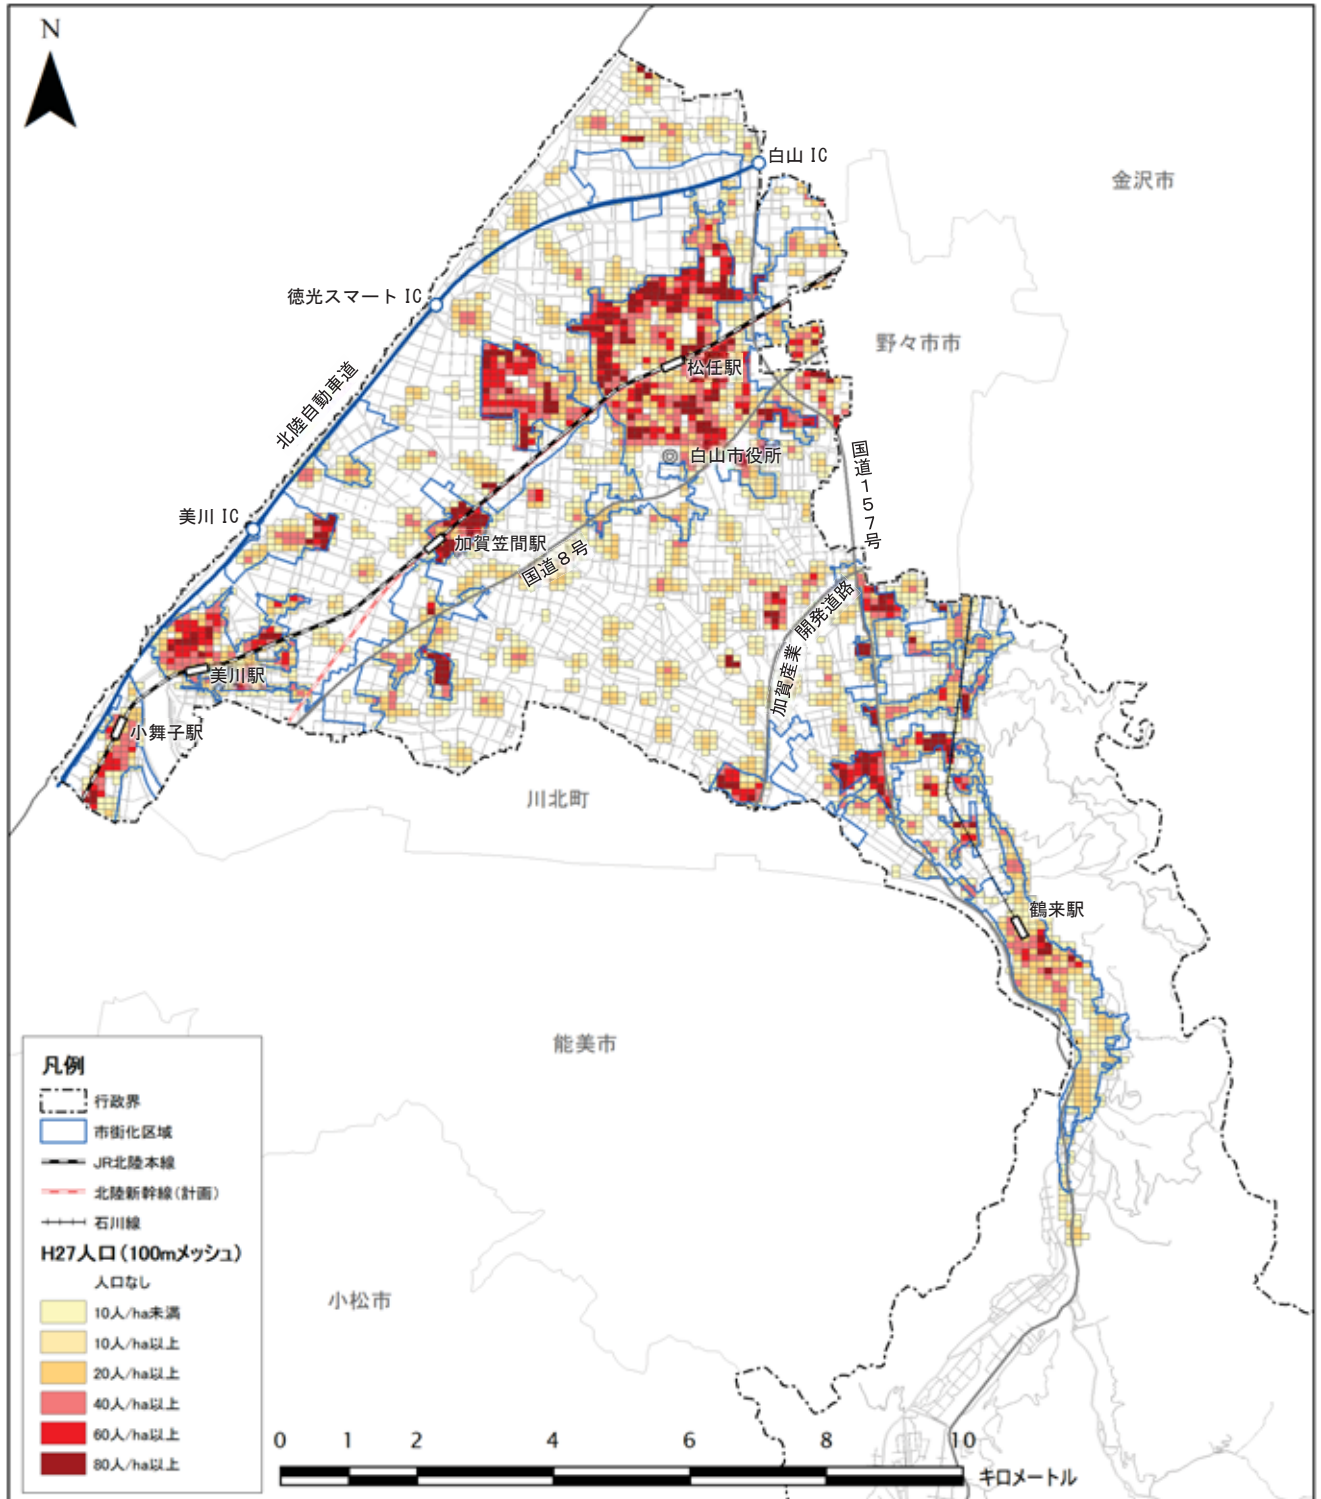 N
白山 IC
金沢市
徳光スマート IC
野々市市
松任駅
北陸自動車道
白山市役所
国道157号
美川 IC
加賀笠間駅
国道8号
加賀産業 開発道路
美川駅
小舞子駅
川北町
鶴来駅
能美市
小松市
凡例
行政界
市街化区域
JR北陸本線
北陸新幹線(計画)
石川線
H27人口(100mメッシュ)
人口なし
10人/ha未満
10人/ha以上
20人/ha以上
40人/ha以上
60人/ha以上
80人/ha以上
0 1 2 4 6 8 10
キロメートル